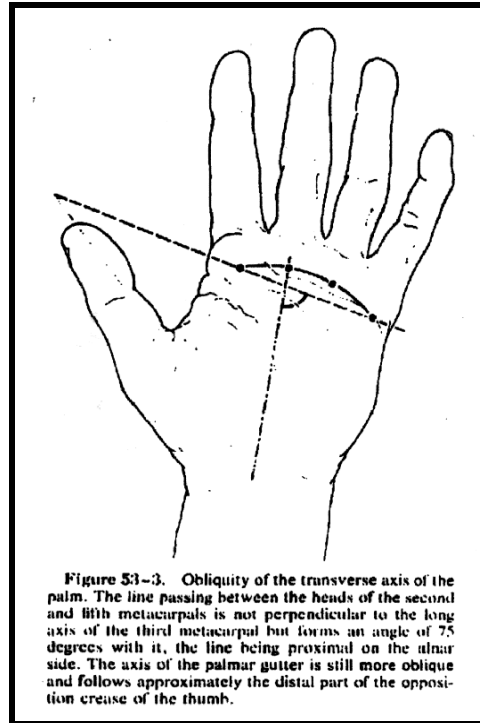 Figure 53-3. Obliquity of the transverse axis of the
palm. The line passing between the heads of the second
and fifth metacarpals is not perpendicular to the long
axis of the third metacarpal but forms an angle of 75
degrees with it, the line being proximal on the ulnar
side. The axis of the palmar gutter is still more oblique
and follows approximately the distal part of the opposi-
tion crease of the thumb.